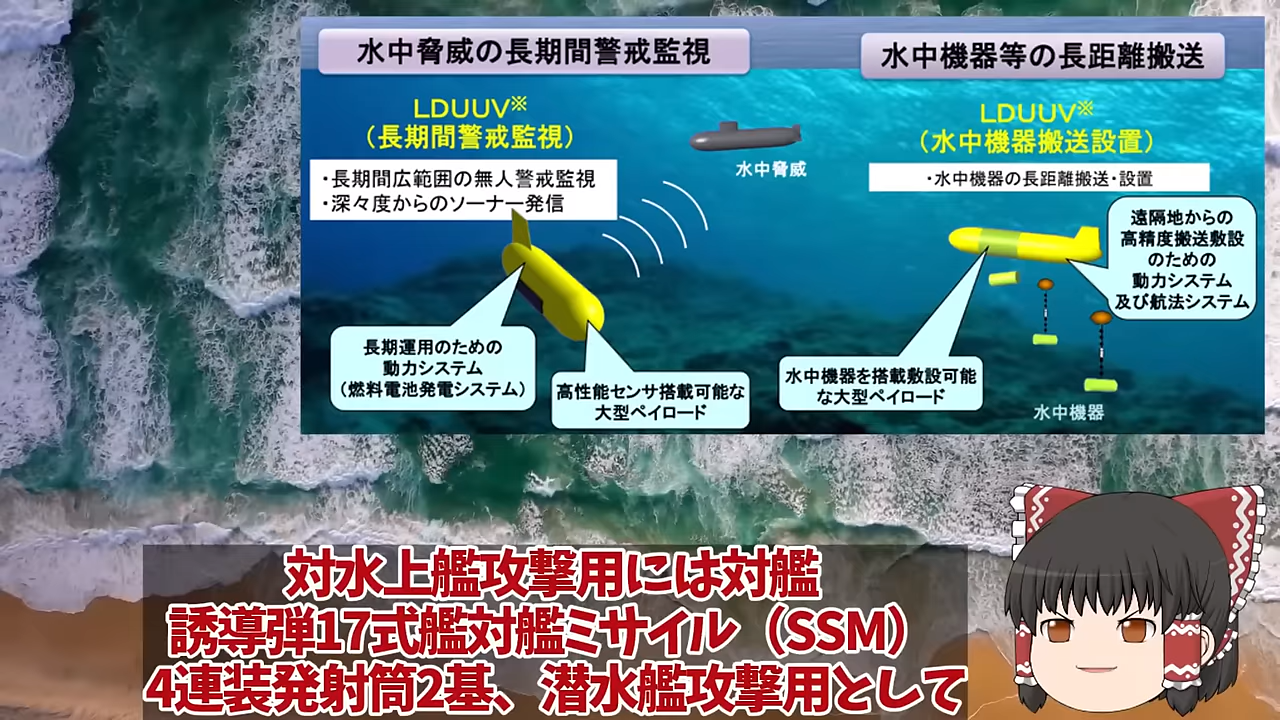 水中脅威の長期間警戒監視
LDUUV※
(長期間警戒監視)
・長期間広範囲の無人警戒監視
・深々度からのソーナー発信
水中脅威
長期運用のための
動力システム
(燃料電池発電システム)
高性能センサ搭載可能な
大型ペイロード
水中機器等の長距離搬送
LDUUV※
(水中機器搬送設置)
・水中機器の長距離搬送・設置
遠隔地からの
高精度搬送敷設
のための
動力システム
及び航法システム
水中機器を搭載敷設可能
な大型ペイロード
水中機器
対水上艦攻撃用には対艦
誘導弾17式艦対艦ミサイル(SSM)
4連装発射筒2基、潜水艦攻撃用として